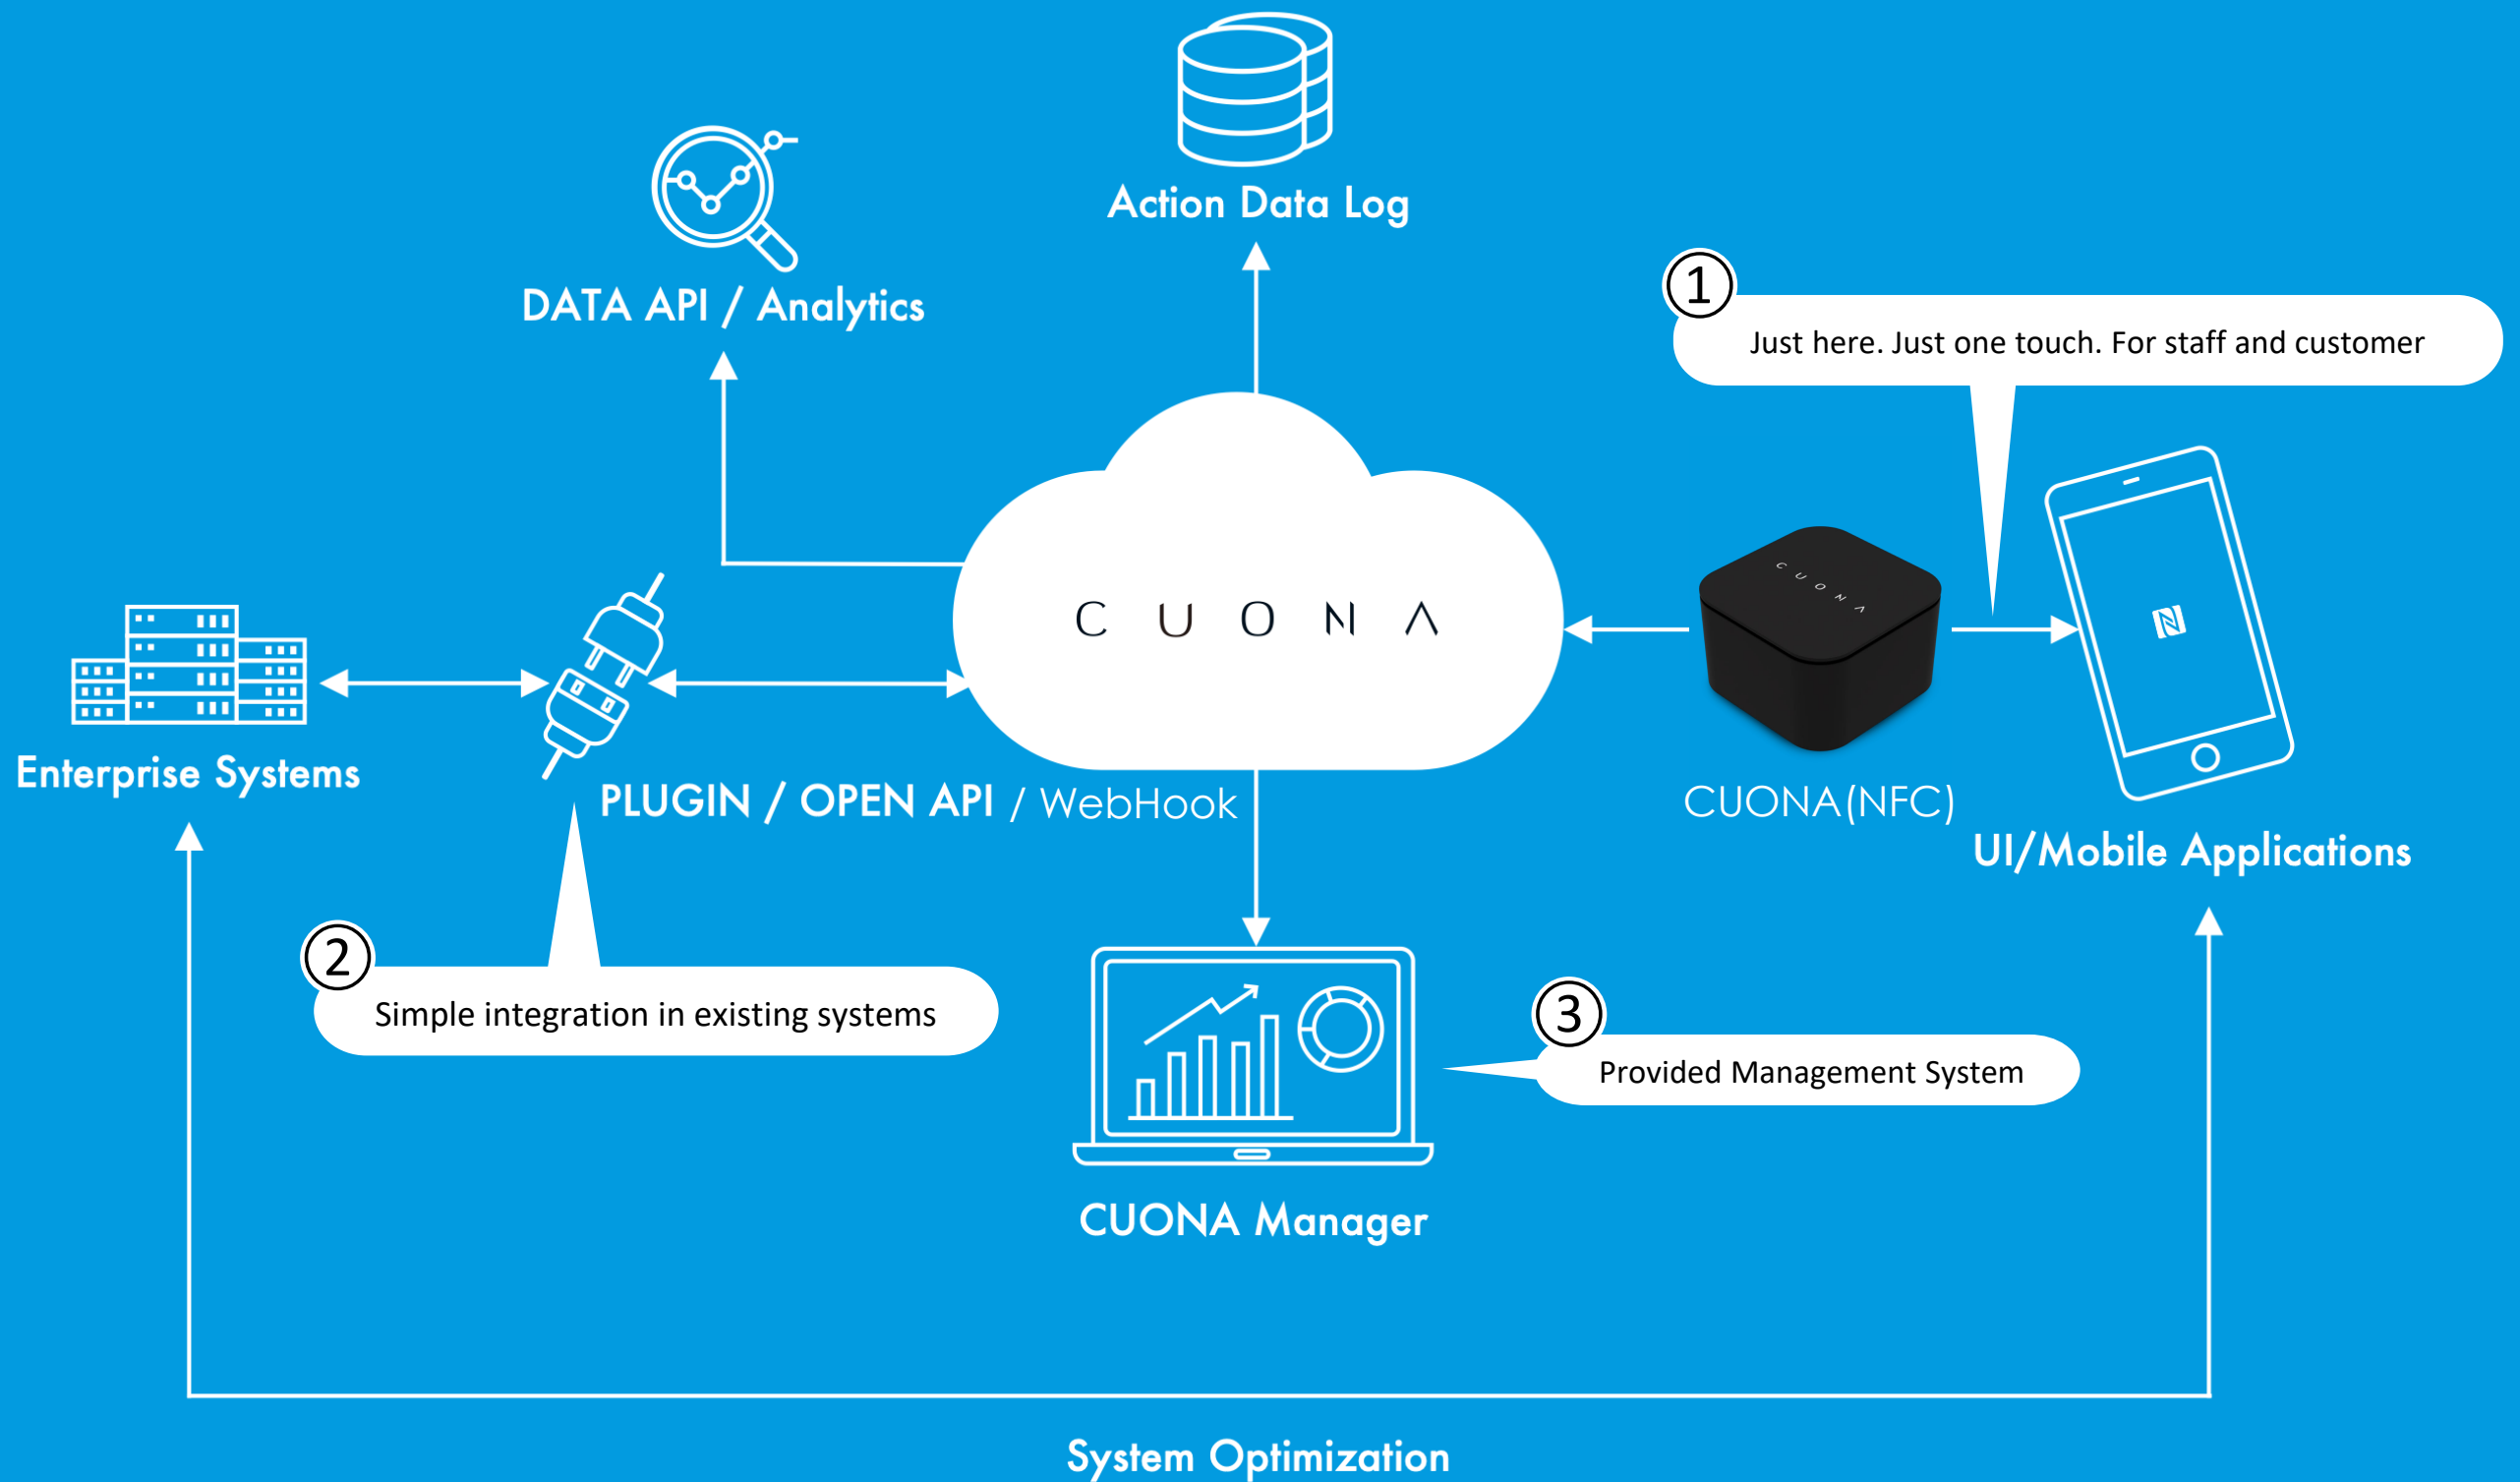 Action Data Log
DATA API / Analytics
①
Just here. Just one touch. For staff and customer
C U O N Λ
C U O N Λ
Enterprise Systems
PLUGIN / OPEN API / WebHook
CUONA(NFC)
UI/Mobile Applications
②
Simple integration in existing systems
③
Provided Management System
CUONA Manager
System Optimization